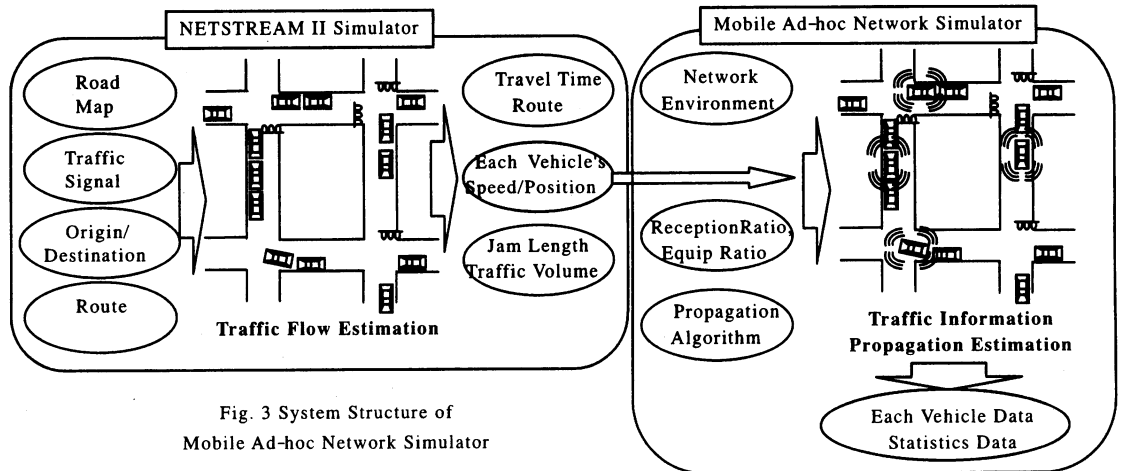 NETSTREAM II Simulator
Road
Map
Traffic
Signal
Origin/
Destination
Route
Traffic Flow Estimation
Travel Time
Route
Each Vehicle's
Speed/Position
Jam Length
Traffic Volume
Mobile Ad-hoc Network Simulator
Network
Environment
ReceptionRatio,
Equip Ratio
Propagation
Algorithm
Traffic Information
Propagation Estimation
Each Vehicle Data
Statistics Data
Fig. 3 System Structure of
Mobile Ad-hoc Network Simulator